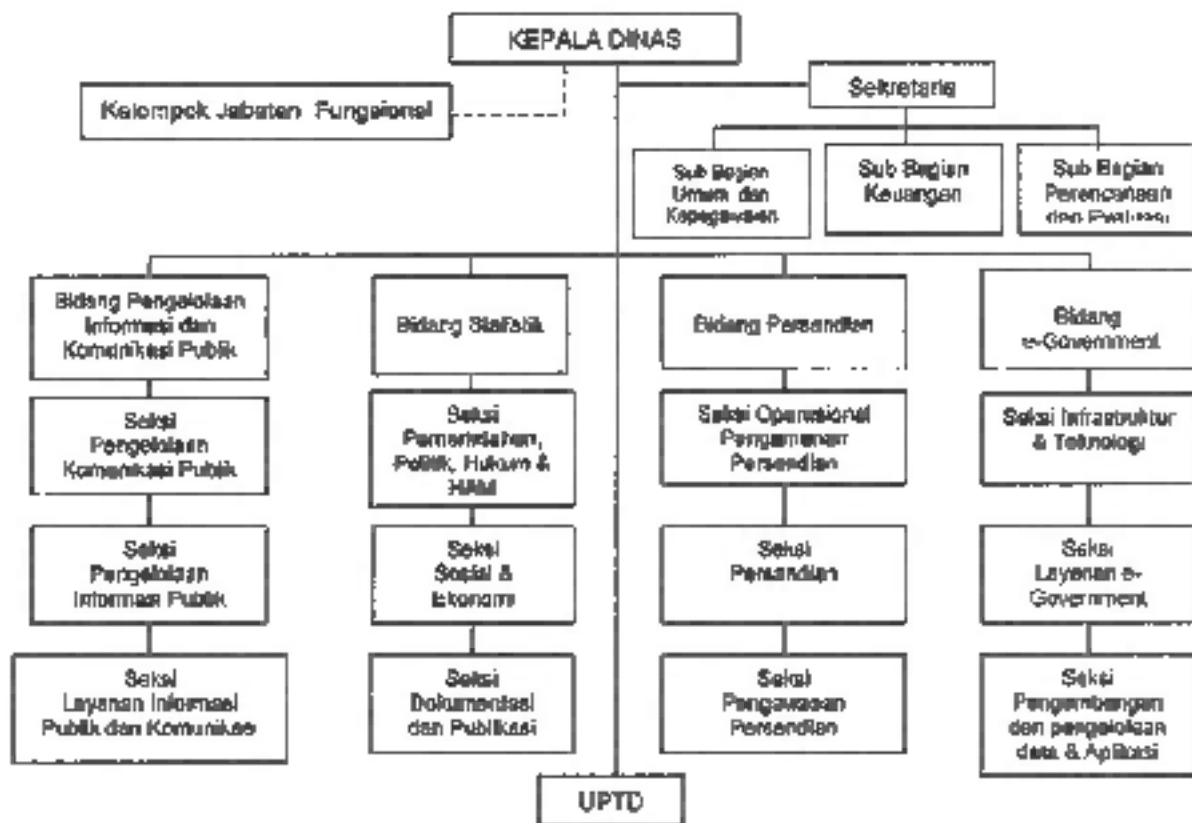 KEPALA DINAS
Sekretaris
Kelompok Jabatan Fungsional
Sub Bagian
Umum dan
Kepegawaian
Sub Bagian
Keuangan
Sub Bagian
Perencanaan
dan Evaluasi
Bidang Pengelolaan
Informasi dan
Komunikasi Publik
Bidang Statistik
Bidang Persandian
Bidang
e-Government
Seksi
Pengelolaan
Komunikasi Publik
Seksi
Pemerintahan,
Politik, Hukum &
HAM
Seksi Operasional
Pengamanan
Persandian
Seksi Infrastruktur
& Teknologi
Seksi
Pengelolaan
Informasi Publik
Seksi
Sosial &
Ekonomi
Seksi
Persandian
Seksi
Layanan e-
Government
Seksi
Layanan Informasi
Publik dan Komunikasi
Seksi
Dokumentasi
dan Publikasi
Seksi
Pengawasan
Persandian
Seksi
Pengembangan
dan pengelolaan
data & Aplikasi
UPTD